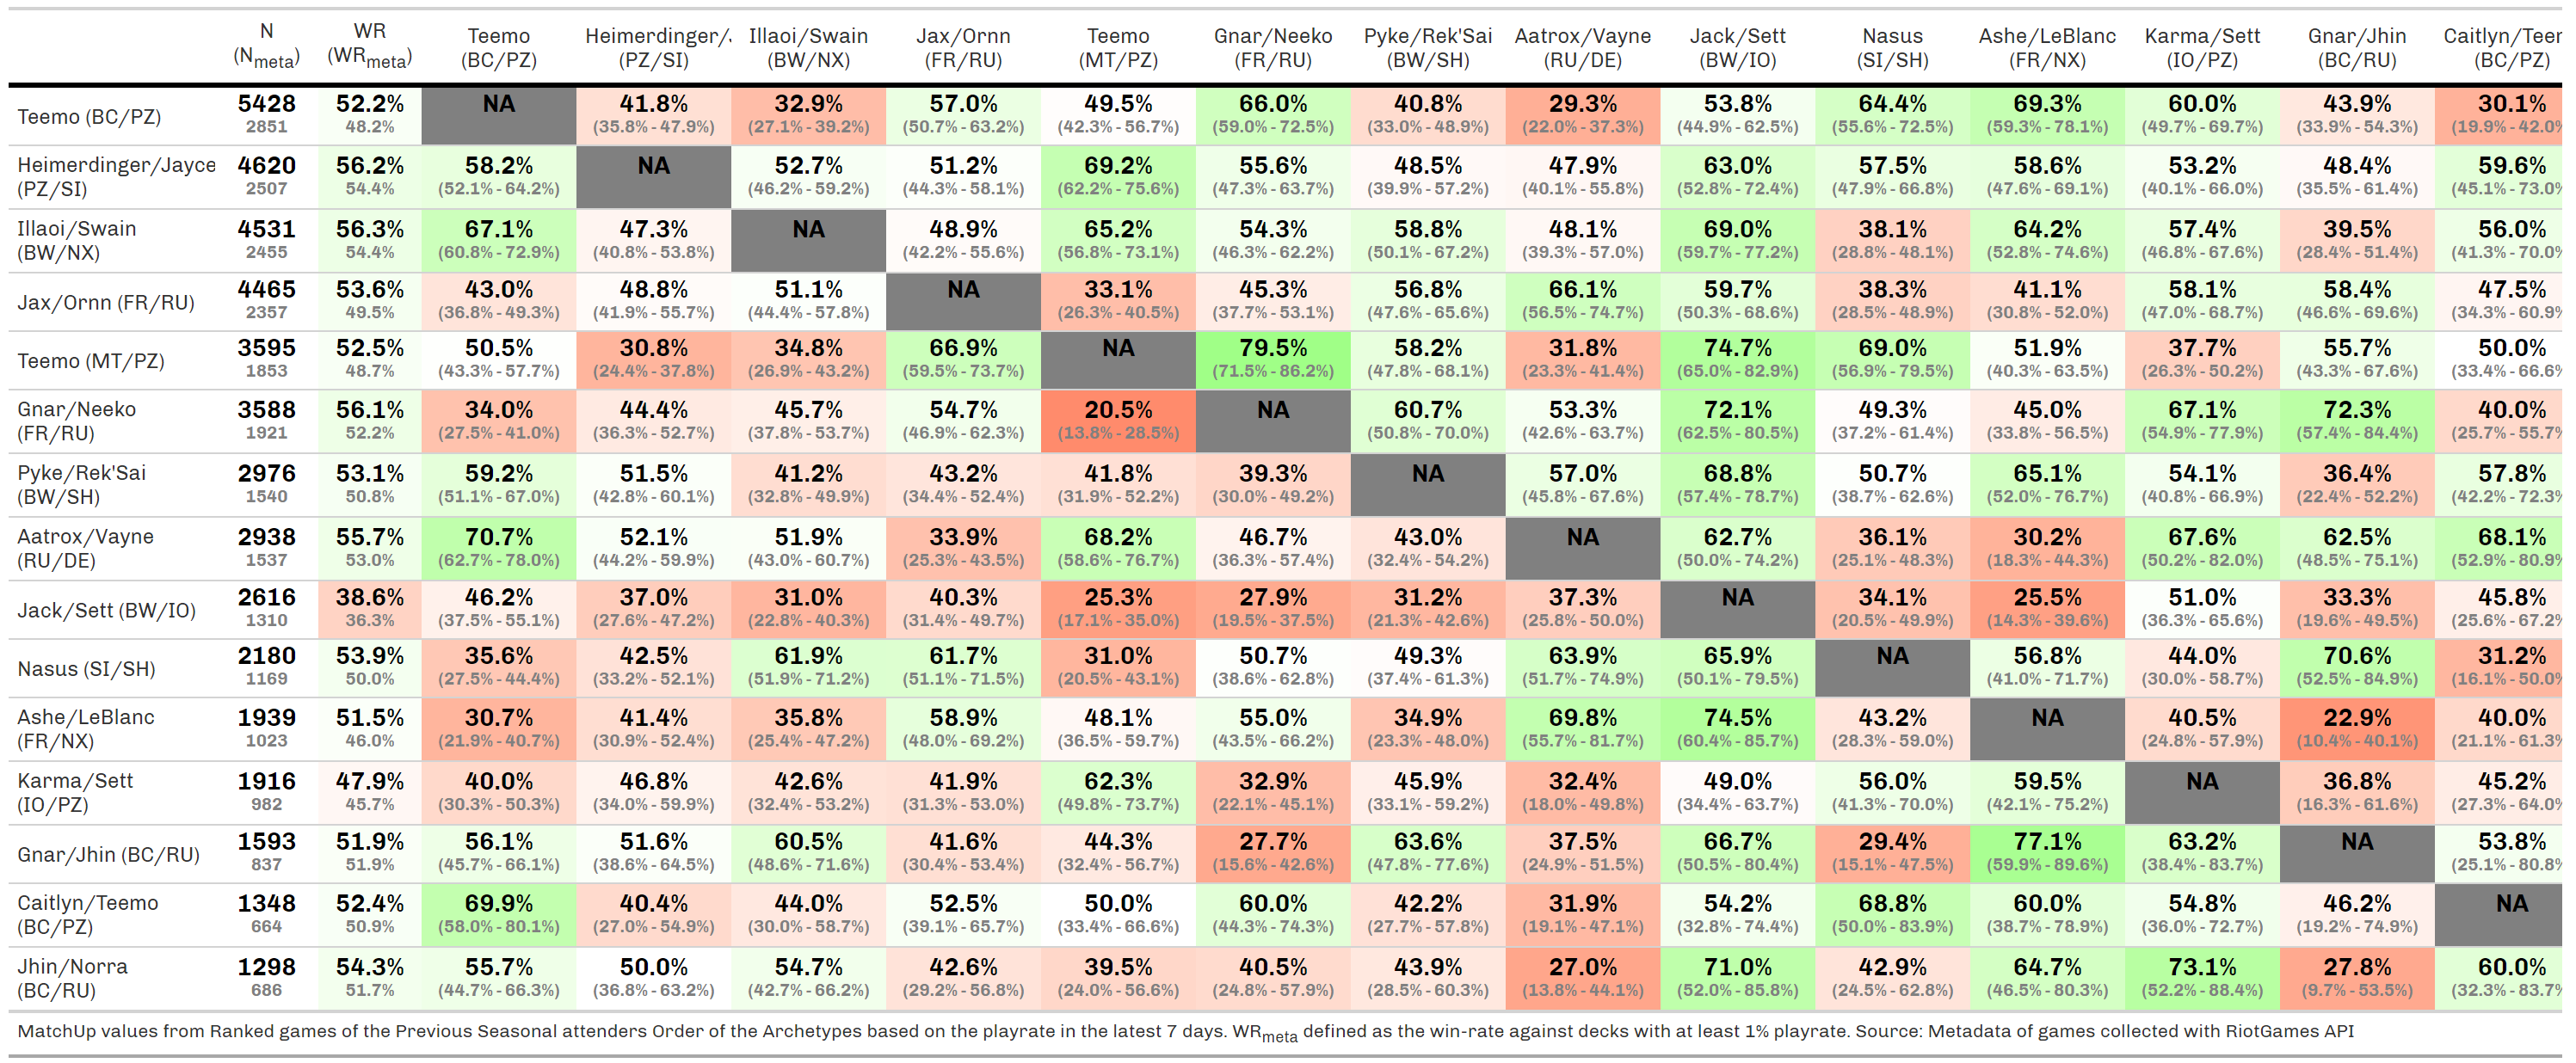 N WR Teemo Heimerdinger/J Illaoi/Swain Jax/Ornn Teemo Gnar/Neeko Pyke/Rek'Sai Aatrox/Vayne Jack/Sett Nasus Ashe/LeBlanc Karma/Sett Gnar/Jhin Caitlyn/Teer
(Nmeta) (WRmeta) (BC/PZ) (PZ/SI) (BW/NX) (FR/RU) (MT/PZ) (FR/RU) (BW/SH) (RU/DE) (BW/IO) (SI/SH) (FR/NX) (IO/PZ) (BC/RU) (BC/PZ)
Teemo (BC/PZ) 5428 52.2% NA 41.8% 32.9% 57.0% 49.5% 66.0% 40.8% 29.3% 53.8% 64.4% 69.3% 60.0% 43.9% 30.1%
2851 48.2% (35.8% - 47.9%) (27.1% - 39.2%) (50.7% - 63.2%) (42.3% - 56.7%) (59.0% - 72.5%) (33.0% - 48.9%) (22.0% - 37.3%) (44.9% - 62.5%) (55.6% - 72.5%) (59.3% - 78.1%) (49.7% - 69.7%) (33.9% - 54.3%) (19.9% - 42.0%
Heimerdinger/Jayce 4620 56.2% 58.2% NA 52.7% 51.2% 69.2% 55.6% 48.5% 47.9% 63.0% 57.5% 58.6% 53.2% 48.4% 59.6%
(PZ/SI) 2507 54.4% (52.1% - 64.2%) (46.2% - 59.2%) (44.3% - 58.1%) (62.2% - 75.6%) (47.3% - 63.7%) (39.9% - 57.2%) (40.1% - 55.8%) (52.8% - 72.4%) (47.9% - 66.8%) (47.6% - 69.1%) (40.1% - 66.0%) (35.5% - 61.4%) (45.1% - 73.0%
Illaoi/Swain 4531 56.3% 67.1% 47.3% NA 48.9% 65.2% 54.3% 58.8% 48.1% 69.0% 38.1% 64.2% 57.4% 39.5% 56.0%
(BW/NX) 2455 54.4% (60.8% - 72.9%) (40.8% - 53.8%) (42.2% - 55.6%) (56.8% - 73.1%) (46.3% - 62.2%) (50.1% - 67.2%) (39.3% - 57.0%) (59.7% - 77.2%) (28.8% - 48.1%) (52.8% - 74.6%) (46.8% - 67.6%) (28.4% - 51.4%) (41.3% - 70.0%
Jax/Ornn (FR/RU) 4465 53.6% 43.0% 48.8% 51.1% NA 33.1% 45.3% 56.8% 66.1% 59.7% 38.3% 41.1% 58.1% 58.4% 47.5%
2357 49.5% (36.8% - 49.3%) (41.9% - 55.7%) (44.4% - 57.8%) (26.3% - 40.5%) (37.7% - 53.1%) (47.6% - 65.6%) (56.5% - 74.7%) (50.3% - 68.6%) (28.5% - 48.9%) (30.8% - 52.0%) (47.0% - 68.7%) (46.6% - 69.6%) (34.3% - 60.9%
Teemo (MT/PZ) 3595 52.5% 50.5% 30.8% 34.8% 66.9% NA 79.5% 58.2% 31.8% 74.7% 69.0% 51.9% 37.7% 55.7% 50.0%
1853 48.7% (43.3% - 57.7%) (24.4% - 37.8%) (26.9% - 43.2%) (59.5% - 73.7%) (71.5% - 86.2%) (47.8% - 68.1%) (23.3% - 41.4%) (65.0% - 82.9%) (56.9% - 79.5%) (40.3% - 63.5%) (26.3% - 50.2%) (43.3% - 67.6%) (33.4% - 66.6%
Gnar/Neeko 3588 56.1% 34.0% 44.4% 45.7% 54.7% 20.5% NA 60.7% 53.3% 72.1% 49.3% 45.0% 67.1% 72.3% 40.0%
(FR/RU) 1921 52.2% (27.5% - 41.0%) (36.3% - 52.7%) (37.8% - 53.7%) (46.9% - 62.3%) (13.8% - 28.5%) (50.8% - 70.0%) (42.6% - 63.7%) (62.5% - 80.5%) (37.2% - 61.4%) (33.8% - 56.5%) (54.9% - 77.9%) (57.4% - 84.4%) (25.7% - 55.7%
Pyke/Rek'Sai 2976 53.1% 59.2% 51.5% 41.2% 43.2% 41.8% 39.3% NA 57.0% 68.8% 50.7% 65.1% 54.1% 36.4% 57.8%
(BW/SH) 1540 50.8% (51.1% - 67.0%) (42.8% - 60.1%) (32.8% - 49.9%) (34.4% - 52.4%) (31.9% - 52.2%) (30.0% - 49.2%) (45.8% - 67.6%) (57.4% - 78.7%) (38.7% - 62.6%) (52.0% - 76.7%) (40.8% - 66.9%) (22.4% - 52.2%) (42.2% - 72.3%
Aatrox/Vayne 2938 55.7% 70.7% 52.1% 51.9% 33.9% 68.2% 46.7% 43.0% NA 62.7% 36.1% 30.2% 67.6% 62.5% 68.1%
(RU/DE) 1537 53.0% (62.7% - 78.0%) (44.2% - 59.9%) (43.0% - 60.7%) (25.3% - 43.5%) (58.6% - 76.7%) (36.3% - 57.4%) (32.4% - 54.2%) (50.0% - 74.2%) (25.1% - 48.3%) (18.3% - 44.3%) (50.2% - 82.0%) (48.5% - 75.1%) (52.9% - 80.9%
Jack/Sett (BW/IO) 2616 38.6% 46.2% 37.0% 31.0% 40.3% 25.3% 27.9% 31.2% 37.3% NA 34.1% 25.5% 51.0% 33.3% 45.8%
1310 36.3% (37.5% - 55.1%) (27.6% - 47.2%) (22.8% - 40.3%) (31.4% - 49.7%) (17.1% - 35.0%) (19.5% - 37.5%) (21.3% - 42.6%) (25.8% - 50.0%) (20.5% - 49.9%) (14.3% - 39.6%) (36.3% - 65.6%) (19.6% - 49.5%) (25.6% - 67.2%
Nasus (SI/SH) 2180 53.9% 35.6% 42.5% 61.9% 61.7% 31.0% 50.7% 49.3% 63.9% 65.9% NA 56.8% 44.0% 70.6% 31.2%
1169 50.0% (27.5% - 44.4%) (33.2% - 52.1%) (51.9% - 71.2%) (51.1% - 71.5%) (20.5% - 43.1%) (38.6% - 62.8%) (37.4% - 61.3%) (51.7% - 74.9%) (50.1% - 79.5%) (41.0% - 71.7%) (30.0% - 58.7%) (52.5% - 84.9%) (16.1% - 50.0%
Ashe/LeBlanc 1939 51.5% 30.7% 41.4% 35.8% 58.9% 48.1% 55.0% 34.9% 69.8% 74.5% 43.2% NA 40.5% 22.9% 40.0%
(FR/NX) 1023 46.0% (21.9% - 40.7%) (30.9% - 52.4%) (25.4% - 47.2%) (48.0% - 69.2%) (36.5% - 59.7%) (43.5% - 66.2%) (23.3% - 48.0%) (55.7% - 81.7%) (60.4% - 85.7%) (28.3% - 59.0%) (24.8% - 57.9%) (10.4% - 40.1%) (21.1% - 61.3%
Karma/Sett 1916 47.9% 40.0% 46.8% 42.6% 41.9% 62.3% 32.9% 45.9% 32.4% 49.0% 56.0% 59.5% NA 36.8% 45.2%
(IO/PZ) 982 45.7% (30.3% - 50.3%) (34.0% - 59.9%) (32.4% - 53.2%) (31.3% - 53.0%) (49.8% - 73.7%) (22.1% - 45.1%) (33.1% - 59.2%) (18.0% - 49.8%) (34.4% - 63.7%) (41.3% - 70.0%) (42.1% - 75.2%) (16.3% - 61.6%) (27.3% - 64.0%
Gnar/Jhin (BC/RU) 1593 51.9% 56.1% 51.6% 60.5% 41.6% 44.3% 27.7% 63.6% 37.5% 66.7% 29.4% 77.1% 63.2% NA 53.8%
837 51.9% (45.7% - 66.1%) (38.6% - 64.5%) (48.6% - 71.6%) (30.4% - 53.4%) (32.4% - 56.7%) (15.6% - 42.6%) (47.8% - 77.6%) (24.9% - 51.5%) (50.5% - 80.4%) (15.1% - 47.5%) (59.9% - 89.6%) (38.4% - 83.7%) (25.1% - 80.8%
Caitlyn/Teemo 1348 52.4% 69.9% 40.4% 44.0% 52.5% 50.0% 60.0% 42.2% 31.9% 54.2% 68.8% 60.0% 54.8% 46.2% NA
(BC/PZ) 664 50.9% (58.0% - 80.1%) (27.0% - 54.9%) (30.0% - 58.7%) (39.1% - 65.7%) (33.4% - 66.6%) (44.3% - 74.3%) (27.7% - 57.8%) (19.1% - 47.1%) (32.8% - 74.4%) (50.0% - 83.9%) (38.7% - 78.9%) (36.0% - 72.7%) (19.2% - 74.9%)
Jhin/Norra 1298 54.3% 55.7% 50.0% 54.7% 42.6% 39.5% 40.5% 43.9% 27.0% 71.0% 42.9% 64.7% 73.1% 27.8% 60.0%
(BC/RU) 686 51.7% (44.7% - 66.3%) (36.8% - 63.2%) (42.7% - 66.2%) (29.2% - 56.8%) (24.0% - 56.6%) (24.8% - 57.9%) (28.5% - 60.3%) (13.8% - 44.1%) (52.0% - 85.8%) (24.5% - 62.8%) (46.5% - 80.3%) (52.2% - 88.4%) (9.7% - 53.5%) (32.3% - 83.7%
MatchUp values from Ranked games of the Previous Seasonal attenders Order of the Archetypes based on the playrate in the latest 7 days. WRmeta defined as the win-rate against decks with at least 1% playrate. Source: Metadata of games collected with RiotGames API